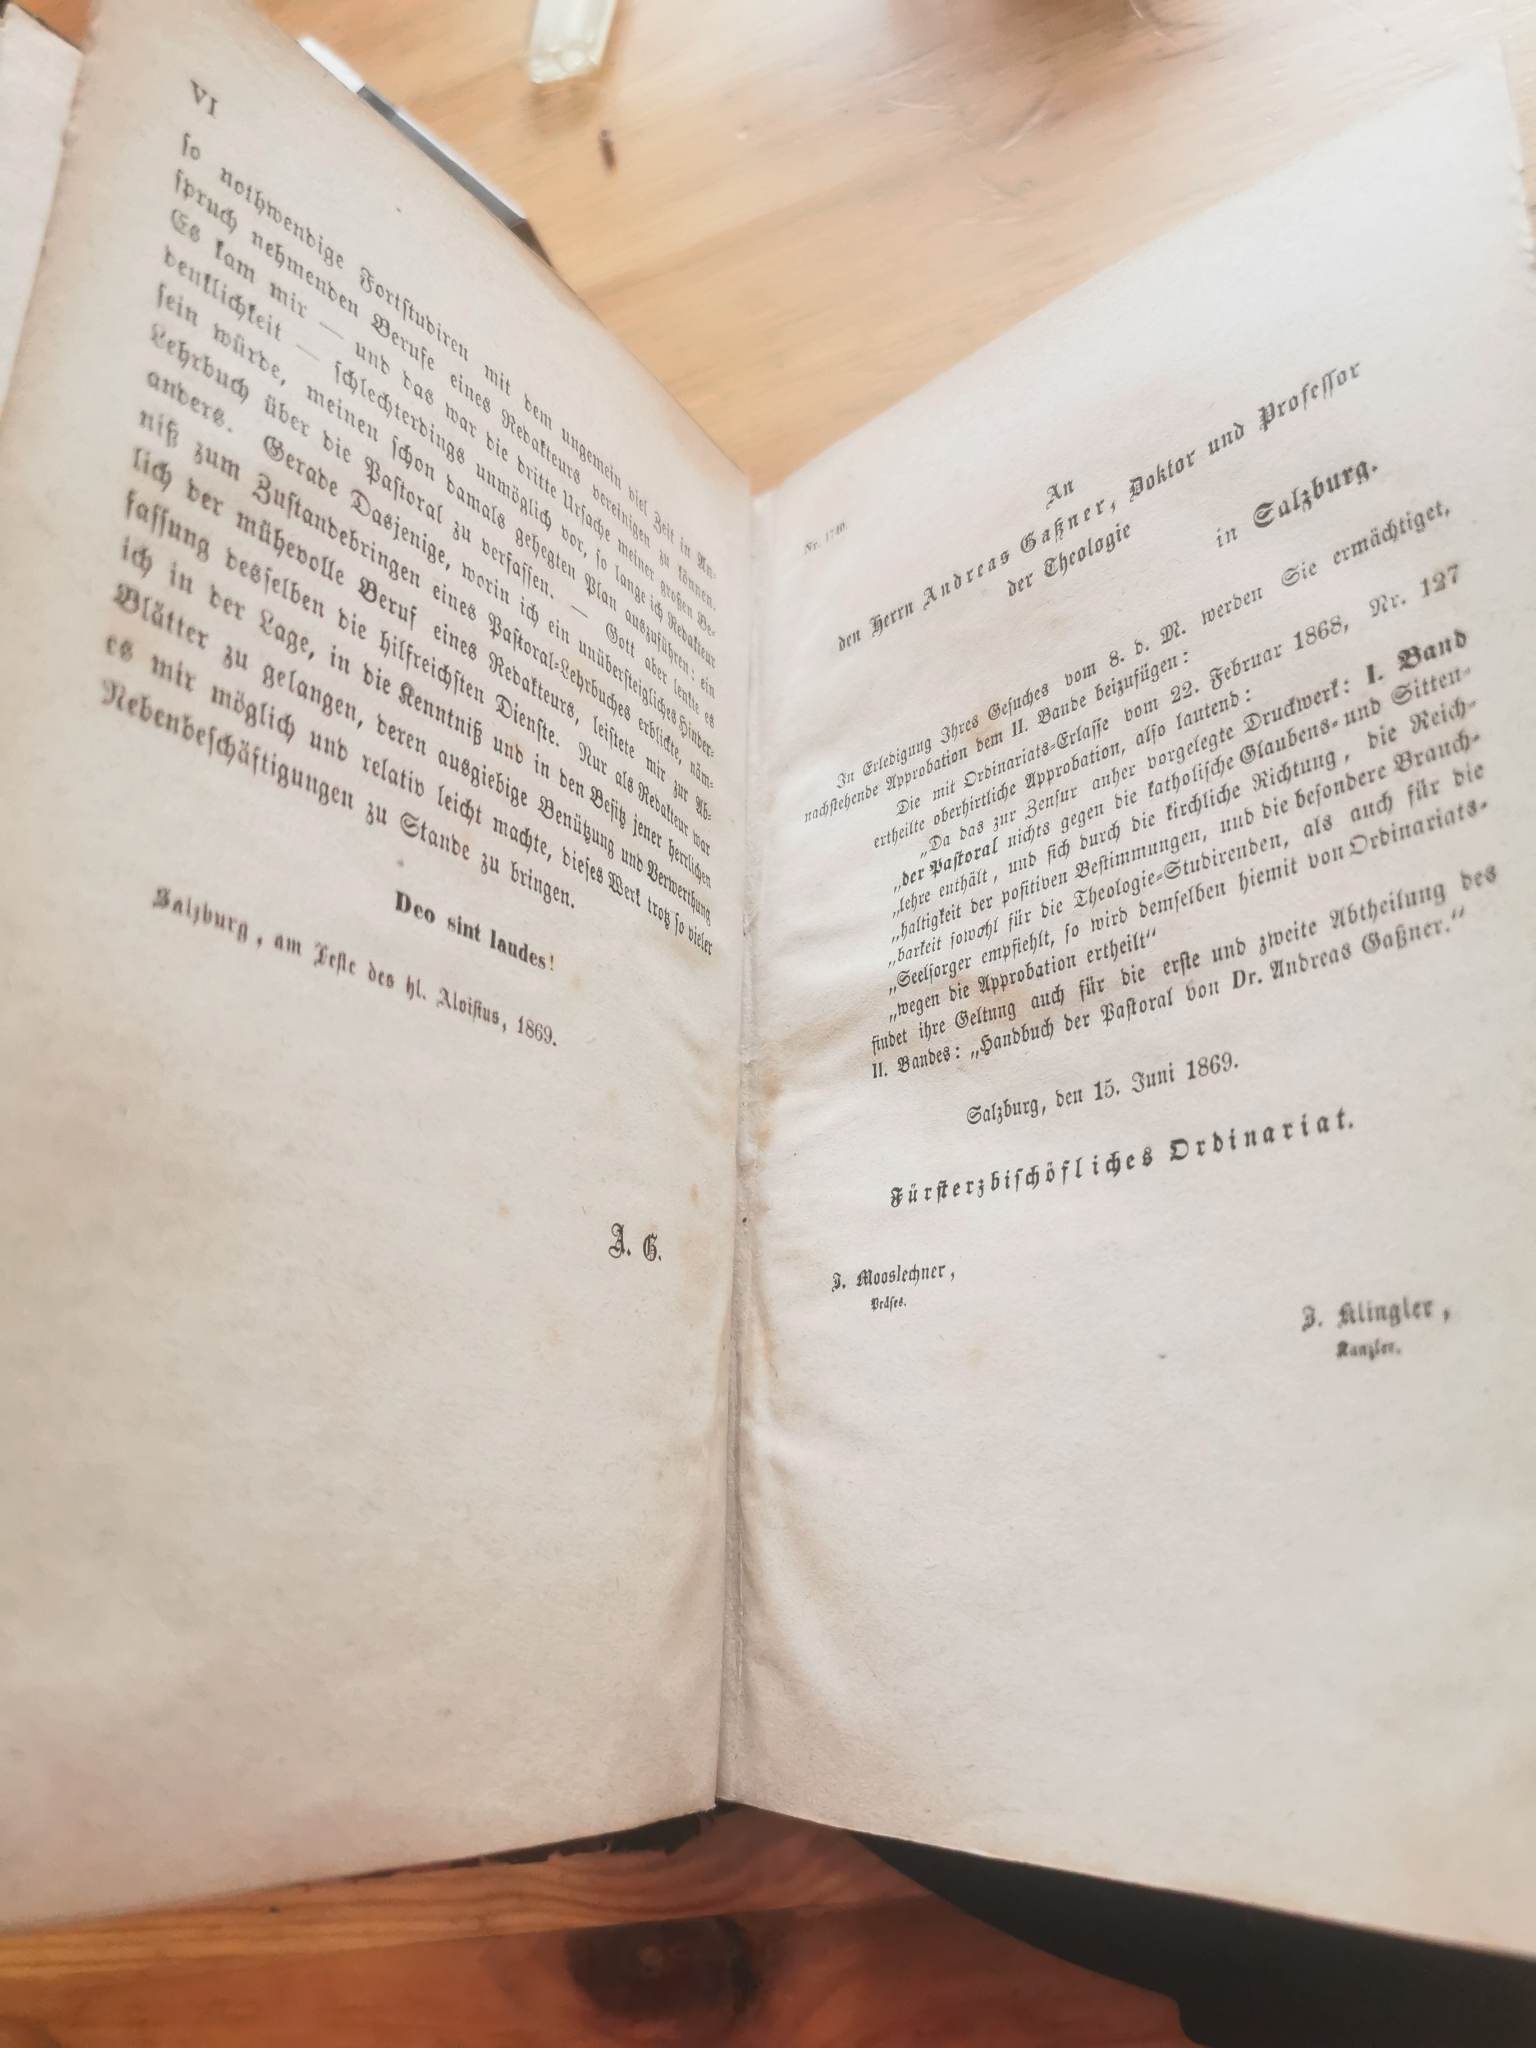 VI
so nothwendige Fortstudiren mit dem ungemein viel Zeit in An-
spruch nehmenden Berufe eines Redakteurs vereinigen zu können.
Es kam mir — und das war die dritte Ursache meiner großen Be-
denklichkeit — schlechterdings unmöglich vor, so lange ich Redakteur
sein würde, meinen schon damals gehegten Plan auszuführen: ein
Lehrbuch über die Pastoral zu verfassen. — Gott aber lenkte es
anders. Gerade Dasjenige, worin ich ein unübersteigliches Hinder-
niß zum Zustandebringen eines Pastoral-Lehrbuches erblickte, näm-
lich der mühevolle Beruf eines Redakteurs, leistete mir zur Ab-
fassung desselben die hilfreichsten Dienste. Nur als Redakteur war
ich in der Lage, in die Kenntniß und in den Besitz jener herrlichen
Blätter zu gelangen, deren ausgiebige Benützung und Verwerthung
es mir möglich und relativ leicht machte, dieses Werk trotz so vieler
Nebenbeschäftigungen zu Stande zu bringen.
Deo sint laudes!
Salzburg, am Feste des hl. Aloisius, 1869.
A. G.
Nr. 1740.
An
den Herrn Andreas Gaßner, Doktor und Professor
der Theologie
in Salzburg.
In Erledigung Ihres Gesuches vom 8. d. M. werden Sie ermächtiget,
nachstehende Approbation dem II. Bande beizufügen:
Die mit Ordinariats-Erlasse vom 22. Februar 1868, Nr. 127
ertheilte oberhirtliche Approbation, also lautend:
„Da das zur Zensur anher vorgelegte Druckwerk: I. Band
„der Pastoral nichts gegen die katholische Glaubens- und Sitten-
„lehre enthält, und sich durch die kirchliche Richtung, die Reich-
„haltigkeit der positiven Bestimmungen, und die besondere Brauch-
„barkeit sowohl für die Theologie-Studirenden, als auch für die
„Seelsorger empfiehlt, so wird demselben hiemit von Ordinariats-
„wegen die Approbation ertheilt“
findet ihre Geltung auch für die erste und zweite Abtheilung des
II. Bandes: „Handbuch der Pastoral von Dr. Andreas Gaßner.“
Salzburg, den 15. Juni 1869.
Fürsterzbischöfliches Ordinariat.
J. Mooslechner,
Präses.
J. Klingler,
Kanzler.